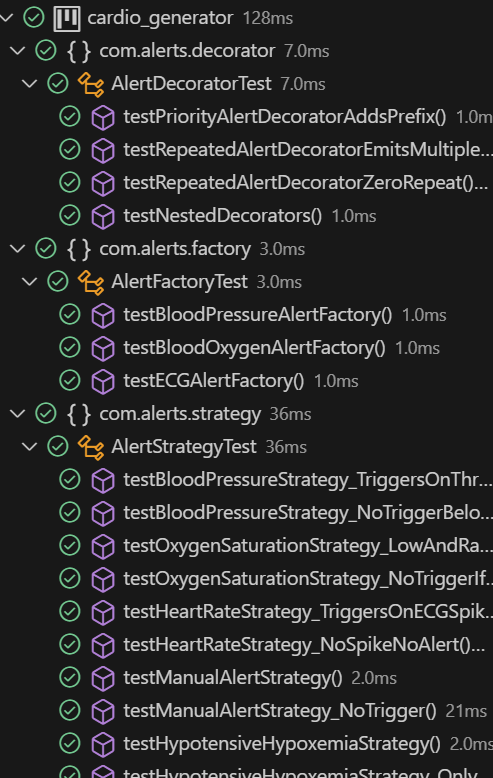 cardio_generator 128ms
{ } com.alerts.decorator 7.0ms
AlertDecoratorTest 7.0ms
testPriorityAlertDecoratorAddsPrefix() 1.0m
testRepeatedAlertDecoratorEmitsMultiple...
testRepeatedAlertDecoratorZeroRepeat()...
testNestedDecorators() 1.0ms
{ } com.alerts.factory 3.0ms
AlertFactoryTest 3.0ms
testBloodPressureAlertFactory() 1.0ms
testBloodOxygenAlertFactory() 1.0ms
testECGAlertFactory() 1.0ms
{ } com.alerts.strategy 36ms
AlertStrategyTest 36ms
testBloodPressureStrategy_TriggersOnThr...
testBloodPressureStrategy_NoTriggerBelo...
testOxygenSaturationStrategy_LowAndRa...
testOxygenSaturationStrategy_NoTriggerIf...
testHeartRateStrategy_TriggersOnECGSpik...
testHeartRateStrategy_NoSpikeNoAlert()...
testManualAlertStrategy() 2.0ms
testManualAlertStrategy_NoTrigger() 21ms
testHypotensiveHypoxemiaStrategy() 2.0ms
testHypotensiveHypoxemiaStrategy_Only...